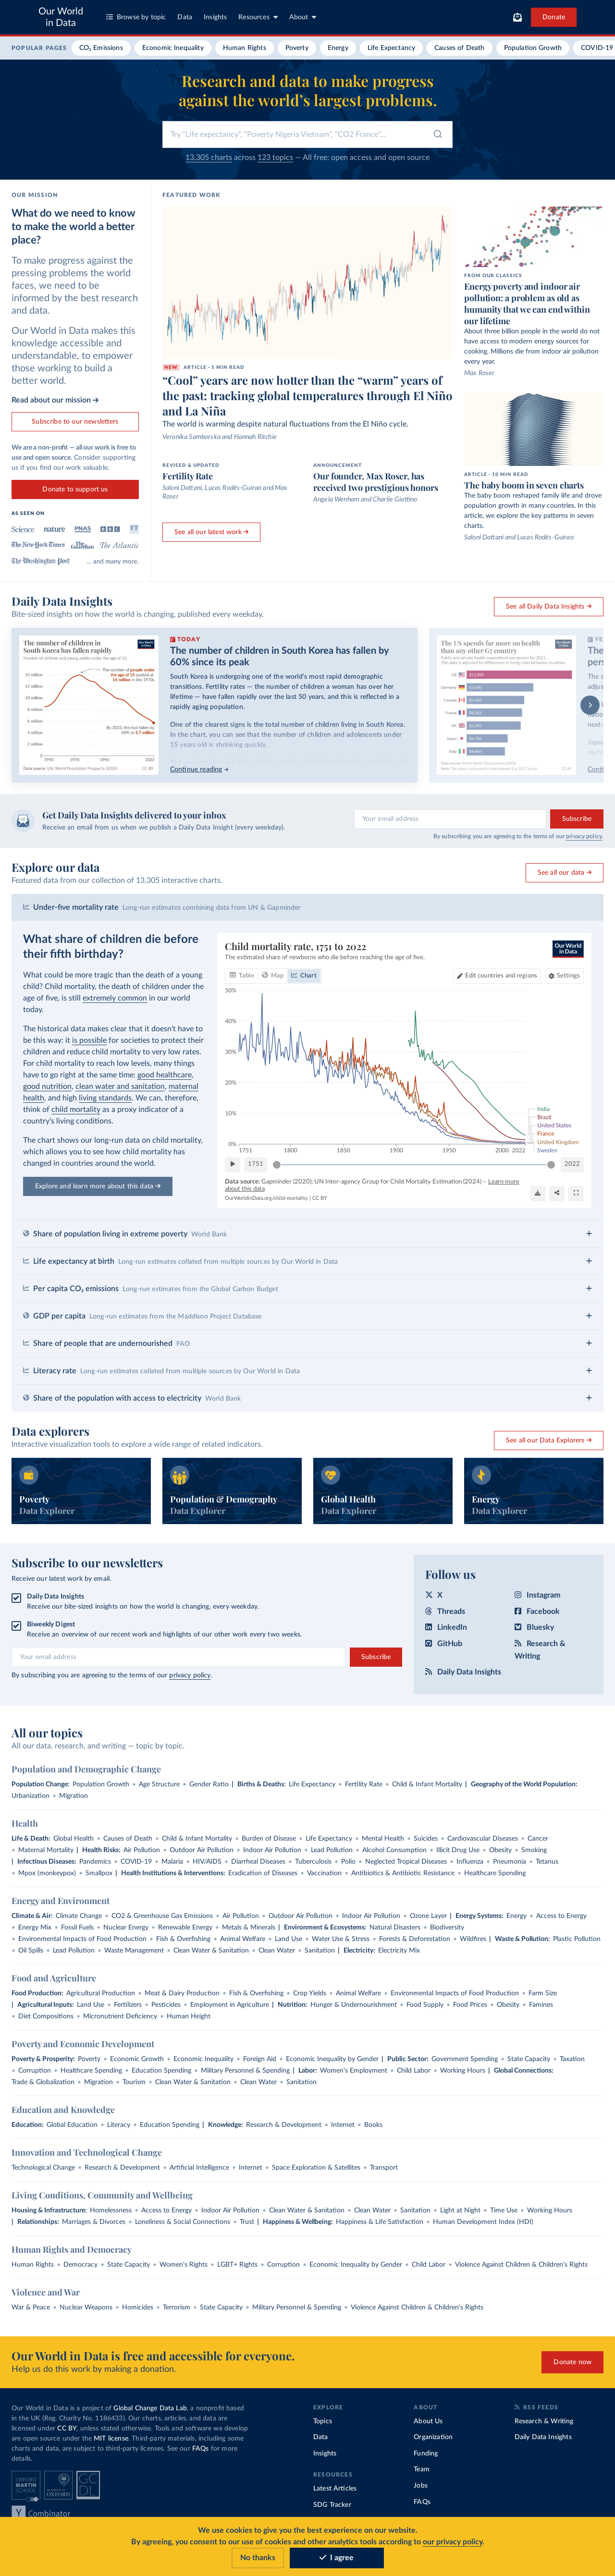 Our World
in Data
Browse by topic
Data
Insights
Resources
About
Donate
POPULAR PAGES
CO₂ Emissions
Economic Inequality
Human Rights
Poverty
Energy
Life Expectancy
Causes of Death
Population Growth
COVID-19
Research and data to make progress
against the world's largest problems.
Try "Life expectancy", "Poverty Nigeria Vietnam", "CO2 France"...
13,305 charts across 123 topics — All free: open access and open source
OUR MISSION
What do we need to know
to make the world a better
place?
To make progress against the
pressing problems the world
faces, we need to be
informed by the best research
and data.
Our World in Data makes this
knowledge accessible and
understandable, to empower
those working to build a
better world.
Read about our mission →
Subscribe to our newsletters
We are a non-profit — all our work is free to
use and open source. Consider supporting
us if you find our work valuable.
Donate to support us
AS SEEN ON
Science
nature
PNAS
BBC
FT
The New York Times
The Guardian
The Atlantic
The Washington Post
... and many more.
FEATURED WORK
NEW ARTICLE - 3 MIN READ
"Cool" years are now hotter than the "warm" years of
the past: tracking global temperatures through El Niño
and La Niña
The world is warming despite natural fluctuations from the El Niño cycle.
Veronika Samborska and Hannah Ritchie
REVISED & UPDATED
Fertility Rate
Saloni Dattani, Lucas Rodés-Guirao and Max
Roser
ANNOUNCEMENT
Our founder, Max Roser, has
received two prestigious honors
Angela Wenham and Charlie Giattino
See all our latest work →
FROM OUR CLASSICS
Energy poverty and indoor air
pollution: a problem as old as
humanity that we can end within
our lifetime
About three billion people in the world do not
have access to modern energy sources for
cooking. Millions die from indoor air pollution
every year.
Max Roser
ARTICLE - 10 MIN READ
The baby boom in seven charts
The baby boom reshaped family life and drove
population growth in many countries. In this
article, we explore the key patterns in seven
charts.
Saloni Dattani and Lucas Rodés-Guirao
Daily Data Insights
Bite-sized insights on how the world is changing, published every weekday.
See all Daily Data Insights →
The number of children in
South Korea has fallen rapidly
TODAY
The number of children in South Korea has fallen by
60% since its peak
South Korea is undergoing one of the world's most rapid demographic
transitions. Fertility rates — the number of children a woman has over her
lifetime — have fallen rapidly over the last 50 years, and this is reflected in a
rapidly aging population.
One of the clearest signs is the total number of children living in South Korea.
In the chart, you can see that the number of children and adolescents under
15 years old is shrinking quickly.
Continue reading →
The US spends far more on health
than any other G7 country
Get Daily Data Insights delivered to your inbox
Receive an email from us when we publish a Daily Data Insight (every weekday).
Your email address
Subscribe
By subscribing you are agreeing to the terms of our privacy policy.
Explore our data
Featured data from our collection of 13,305 interactive charts.
See all our data →
Under-five mortality rate Long-run estimates combining data from UN & Gapminder
What share of children die before
their fifth birthday?
What could be more tragic than the death of a young
child? Child mortality, the death of children under the
age of five, is still extremely common in our world
today.
The historical data makes clear that it doesn't have to
be this way: it is possible for societies to protect their
children and reduce child mortality to very low rates.
For child mortality to reach low levels, many things
have to go right at the same time: good healthcare,
good nutrition, clean water and sanitation, maternal
health, and high living standards. We can, therefore,
think of child mortality as a proxy indicator of a
country's living conditions.
The chart shows our long-run data on child mortality,
which allows you to see how child mortality has
changed in countries around the world.
Explore and learn more about this data →
Child mortality rate, 1751 to 2022
The estimated share of newborns who die before reaching the age of five.
Our World
in Data
Table
Map
Chart
Edit countries and regions
Settings
50%
40%
30%
20%
10%
0%
1751
1800
1850
1900
1950
2000
2022
India
Brazil
United States
France
United Kingdom
Sweden
1751
2022
Data source: Gapminder (2020); UN Inter-agency Group for Child Mortality Estimation (2024) – Learn more
about this data
OurWorldinData.org/child-mortality | CC BY
Share of population living in extreme poverty World Bank
Life expectancy at birth Long-run estimates collated from multiple sources by Our World in Data
Per capita CO₂ emissions Long-run estimates from the Global Carbon Budget
GDP per capita Long-run estimates from the Maddison Project Database
Share of people that are undernourished FAO
Literacy rate Long-run estimates collated from multiple sources by Our World in Data
Share of the population with access to electricity World Bank
Data explorers
Interactive visualization tools to explore a wide range of related indicators.
See all our Data Explorers →
Poverty
Data Explorer
Population & Demography
Data Explorer
Global Health
Data Explorer
Energy
Data Explorer
Subscribe to our newsletters
Receive our latest work by email.
Daily Data Insights
Receive our bite-sized insights on how the world is changing, every weekday.
Biweekly Digest
Receive an overview of our recent work and highlights of our other work every two weeks.
Your email address
Subscribe
By subscribing you are agreeing to the terms of our privacy policy.
Follow us
X
Threads
LinkedIn
GitHub
Daily Data Insights
Instagram
Facebook
Bluesky
Research &
Writing
All our topics
All our data, research, and writing — topic by topic.
Population and Demographic Change
Population Change: Population Growth • Age Structure • Gender Ratio | Births & Deaths: Life Expectancy • Fertility Rate • Child & Infant Mortality | Geography of the World Population:
Urbanization • Migration
Health
Life & Death: Global Health • Causes of Death • Child & Infant Mortality • Burden of Disease • Life Expectancy • Mental Health • Suicides • Cardiovascular Diseases • Cancer
• Maternal Mortality | Health Risks: Air Pollution • Outdoor Air Pollution • Indoor Air Pollution • Lead Pollution • Alcohol Consumption • Illicit Drug Use • Obesity • Smoking
| Infectious Diseases: Pandemics • COVID-19 • Malaria • HIV/AIDS • Diarrheal Diseases • Tuberculosis • Polio • Neglected Tropical Diseases • Influenza • Pneumonia • Tetanus
• Mpox (monkeypox) • Smallpox | Health Institutions & Interventions: Eradication of Diseases • Vaccination • Antibiotics & Antibiotic Resistance • Healthcare Spending
Energy and Environment
Climate & Air: Climate Change • CO2 & Greenhouse Gas Emissions • Air Pollution • Outdoor Air Pollution • Indoor Air Pollution • Ozone Layer | Energy Systems: Energy • Access to Energy
• Energy Mix • Fossil Fuels • Nuclear Energy • Renewable Energy • Metals & Minerals | Environment & Ecosystems: Natural Disasters • Biodiversity
• Environmental Impacts of Food Production • Fish & Overfishing • Animal Welfare • Land Use • Water Use & Stress • Forests & Deforestation • Wildfires | Waste & Pollution: Plastic Pollution
• Oil Spills • Lead Pollution • Waste Management • Clean Water & Sanitation • Clean Water • Sanitation | Electricity: Electricity Mix
Food and Agriculture
Food Production: Agricultural Production • Meat & Dairy Production • Fish & Overfishing • Crop Yields • Animal Welfare • Environmental Impacts of Food Production • Farm Size
| Agricultural Inputs: Land Use • Fertilizers • Pesticides • Employment in Agriculture | Nutrition: Hunger & Undernourishment • Food Supply • Food Prices • Obesity • Famines
• Diet Compositions • Micronutrient Deficiency • Human Height
Poverty and Economic Development
Poverty & Prosperity: Poverty • Economic Growth • Economic Inequality • Foreign Aid • Economic Inequality by Gender | Public Sector: Government Spending • State Capacity • Taxation
• Corruption • Healthcare Spending • Education Spending • Military Personnel & Spending | Labor: Women's Employment • Child Labor • Working Hours | Global Connections:
Trade & Globalization • Migration • Tourism • Clean Water & Sanitation • Clean Water • Sanitation
Education and Knowledge
Education: Global Education • Literacy • Education Spending | Knowledge: Research & Development • Internet • Books
Innovation and Technological Change
Technological Change • Research & Development • Artificial Intelligence • Internet • Space Exploration & Satellites • Transport
Living Conditions, Community and Wellbeing
Housing & Infrastructure: Homelessness • Access to Energy • Indoor Air Pollution • Clean Water & Sanitation • Clean Water • Sanitation • Light at Night • Time Use • Working Hours
| Relationships: Marriages & Divorces • Loneliness & Social Connections • Trust | Happiness & Wellbeing: Happiness & Life Satisfaction • Human Development Index (HDI)
Human Rights and Democracy
Human Rights • Democracy • State Capacity • Women's Rights • LGBT+ Rights • Corruption • Economic Inequality by Gender • Child Labor • Violence Against Children & Children's Rights
Violence and War
War & Peace • Nuclear Weapons • Homicides • Terrorism • State Capacity • Military Personnel & Spending • Violence Against Children & Children's Rights
Our World in Data is free and accessible for everyone.
Help us do this work by making a donation.
Donate now
Our World in Data is a project of Global Change Data Lab, a nonprofit based
in the UK (Reg. Charity No. 1186433). Our charts, articles, and data are
licensed under CC BY, unless stated otherwise. Tools and software we develop
are open source under the MIT license. Third-party materials, including some
charts and data, are subject to third-party licenses. See our FAQs for more
details.
EXPLORE
Topics
Data
Insights
RESOURCES
Latest Articles
SDG Tracker
ABOUT
About Us
Organization
Funding
Team
Jobs
FAQs
RSS FEEDS
Research & Writing
Daily Data Insights
Y Combinator
We use cookies to give you the best experience on our website.
By agreeing, you consent to our use of cookies and other analytics tools according to our privacy policy.
No thanks
I agree